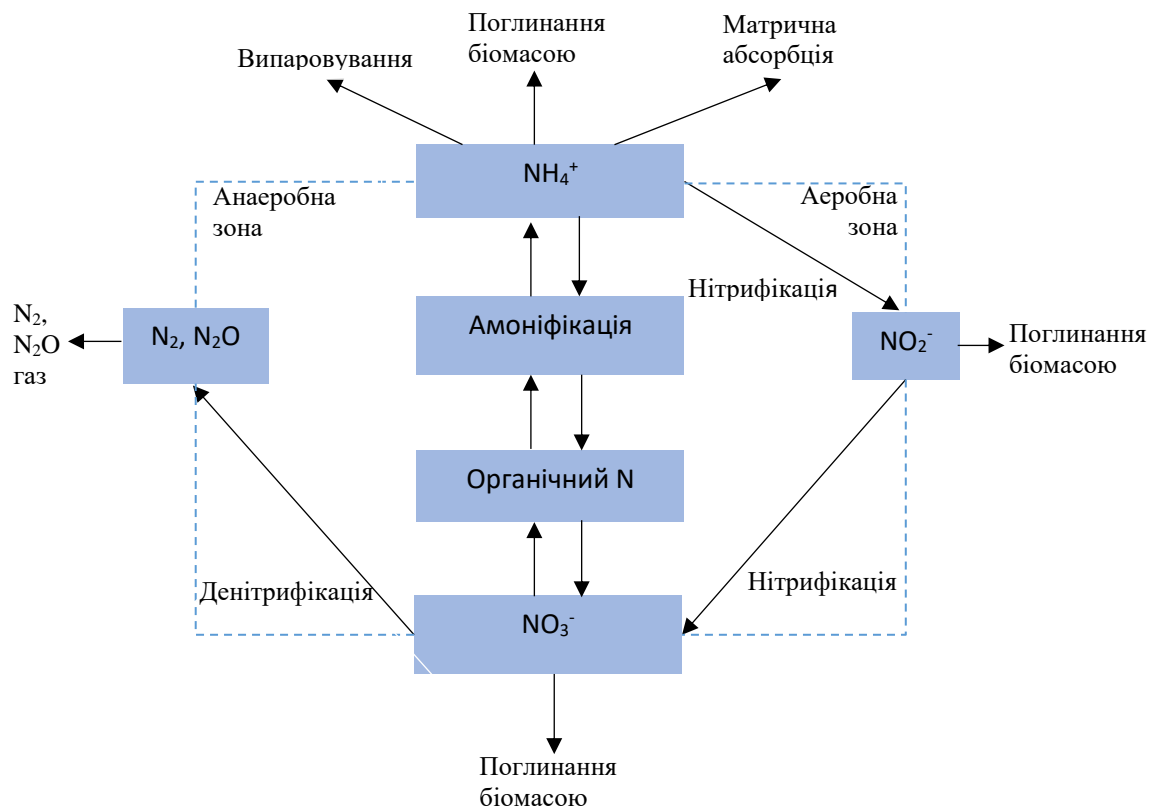 Поглинання
біомасою
Матрична
абсорбція
Випаровування
NH₄⁺
Анаеробна
зона
Аеробна
зона
Нітрифікація
Амоніфікація
N₂,
N₂O
газ
N₂, N₂O
NO₂⁻
Поглинання
біомасою
Органічний N
Денітрифікація
Нітрифікація
NO₃⁻
Поглинання
біомасою